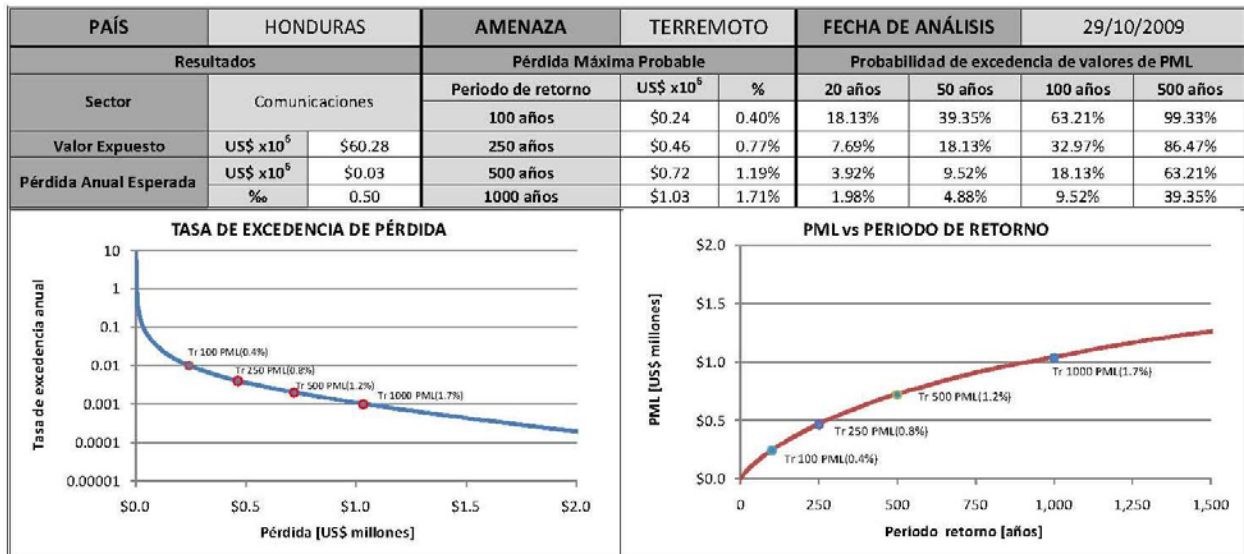 PAÍS HONDURAS AMENAZA TERREMOTO FECHA DE ANÁLISIS 29/10/2009
Resultados Pérdida Máxima Probable Probabilidad de excedencia de valores de PML
Sector Comunicaciones Periodo de retorno US$ x10⁶ % 20 años 50 años 100 años 500 años
100 años $0.24 0.40% 18.13% 39.35% 63.21% 99.33%
Valor Expuesto US$ x10⁶ $60.28 250 años $0.46 0.77% 7.69% 18.13% 32.97% 86.47%
Pérdida Anual Esperada US$ x10⁶ $0.03 500 años $0.72 1.19% 3.92% 9.52% 18.13% 63.21%
‰ 0.50 1000 años $1.03 1.71% 1.98% 4.88% 9.52% 39.35%
TASA DE EXCEDENCIA DE PÉRDIDA
Tasa de excedencia anual
10
1
0.1
0.01
0.001
0.0001
0.00001
Tr 100 PML(0.4%)
Tr 250 PML(0.8%)
Tr 500 PML(1.2%)
Tr 1000 PML(1.7%)
$0.0 $0.5 $1.0 $1.5 $2.0
Pérdida [US$ millones]
PML vs PERIODO DE RETORNO
PML [US$ millones]
$2.0
$1.5
$1.0
$0.5
$0.0
Tr 1000 PML(1.7%)
Tr 500 PML(1.2%)
Tr 250 PML(0.8%)
Tr 100 PML(0.4%)
0 250 500 750 1,000 1,250 1,500
Periodo retorno [años]